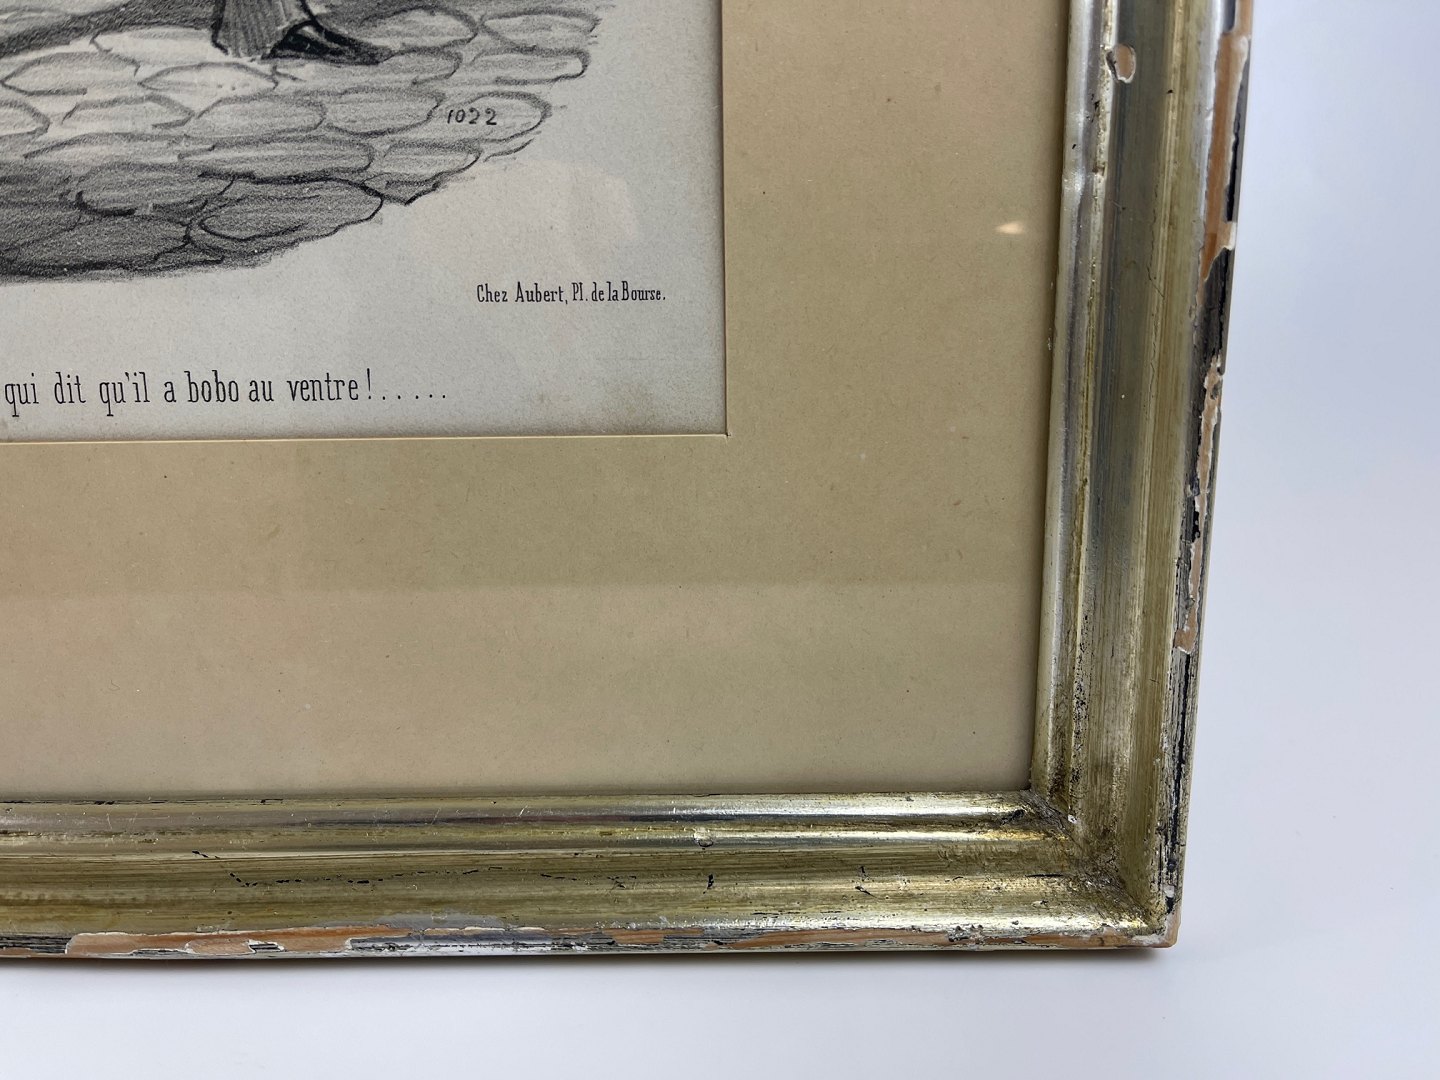 1022
Chez Aubert, Pl. de la Bourse.
qui dit qu'il a bobo au ventre!.....